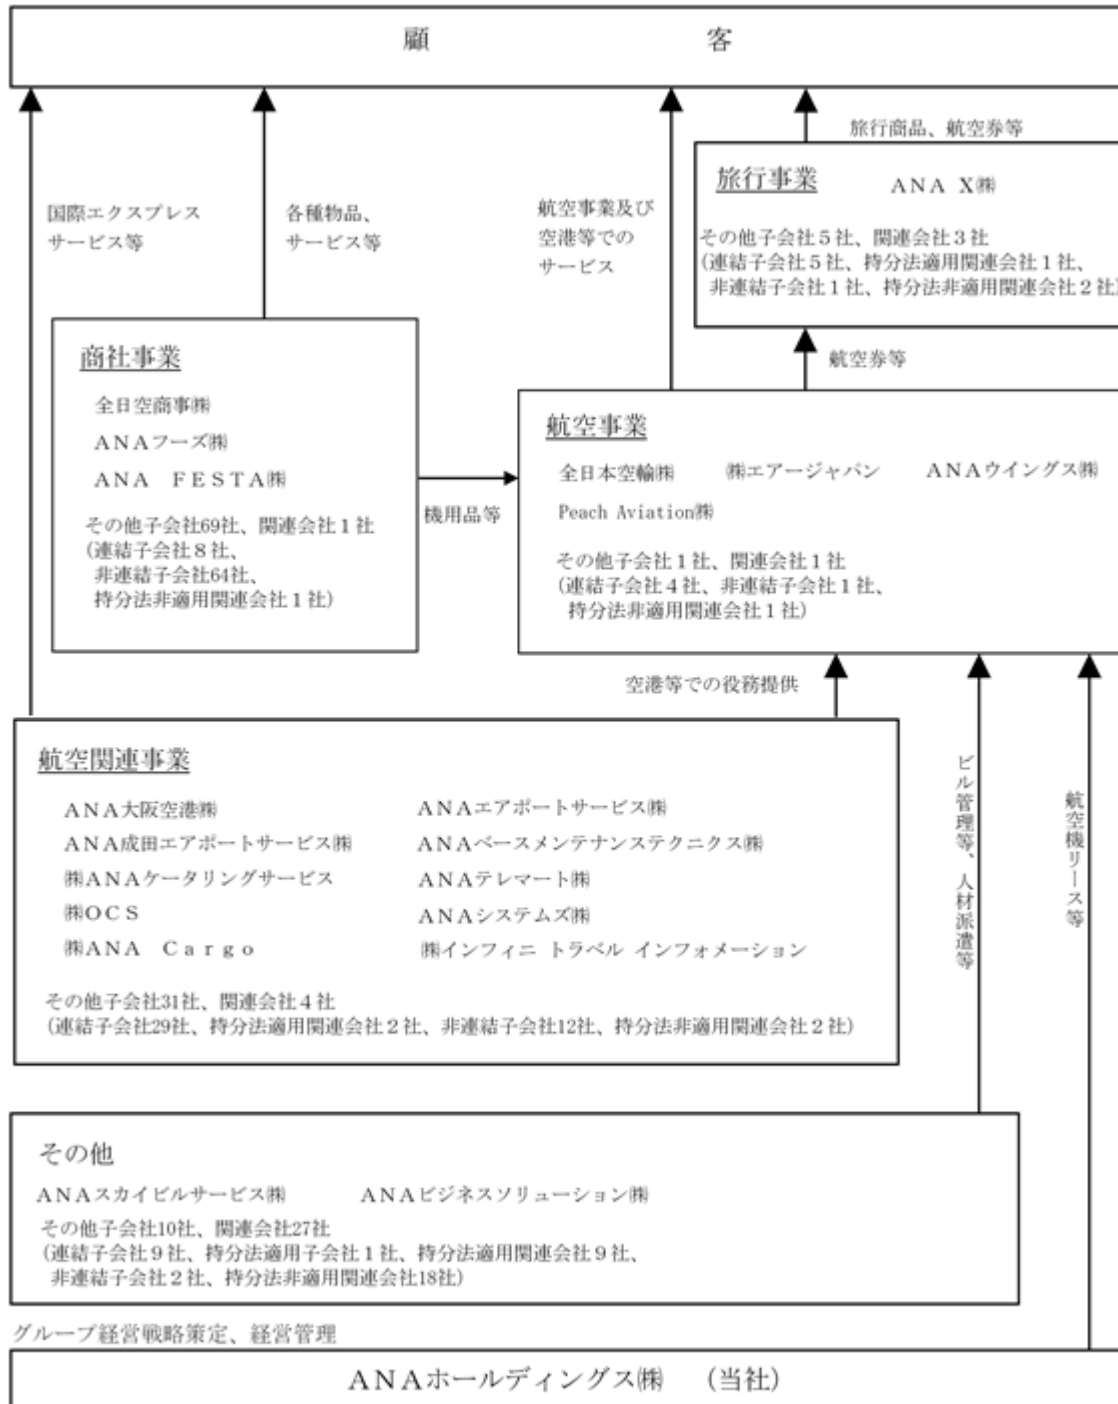 顧 客
旅行商品、航空券等
旅行事業 ＡＮＡ Ｘ㈱
その他子会社５社、関連会社３社
(連結子会社５社、持分法適用関連会社１社、
非連結子会社１社、持分法非適用関連会社２社)
国際エクスプレス
サービス等
各種物品、
サービス等
航空事業及び
空港等での
サービス
航空券等
商社事業
全日空商事㈱
ＡＮＡフーズ㈱
ＡＮＡ ＦＥＳＴＡ㈱
その他子会社69社、関連会社１社
(連結子会社８社、
非連結子会社64社、
持分法非適用関連会社１社)
機用品等
航空事業
全日本空輸㈱ ㈱エアージャパン ＡＮＡウイングス㈱
Peach Aviation㈱
その他子会社１社、関連会社１社
(連結子会社４社、非連結子会社１社、
持分法非適用関連会社１社)
空港等での役務提供
航空関連事業
ＡＮＡ大阪空港㈱ ＡＮＡエアポートサービス㈱
ＡＮＡ成田エアポートサービス㈱ ＡＮＡベースメンテナンステクニクス㈱
㈱ＡＮＡケータリングサービス ＡＮＡテレマート㈱
㈱ＯＣＳ ＡＮＡシステムズ㈱
㈱ＡＮＡ Ｃａｒｇｏ ㈱インフィニ トラベル インフォメーション
その他子会社31社、関連会社４社
(連結子会社29社、持分法適用関連会社２社、非連結子会社12社、持分法非適用関連会社２社)
ビル管理等、人材派遣等
航空機リース等
その他
ＡＮＡスカイビルサービス㈱ ＡＮＡビジネスソリューション㈱
その他子会社10社、関連会社27社
(連結子会社９社、持分法適用子会社１社、持分法適用関連会社９社、
非連結子会社２社、持分法非適用関連会社18社)
グループ経営戦略策定、経営管理
ＡＮＡホールディングス㈱ （当社）